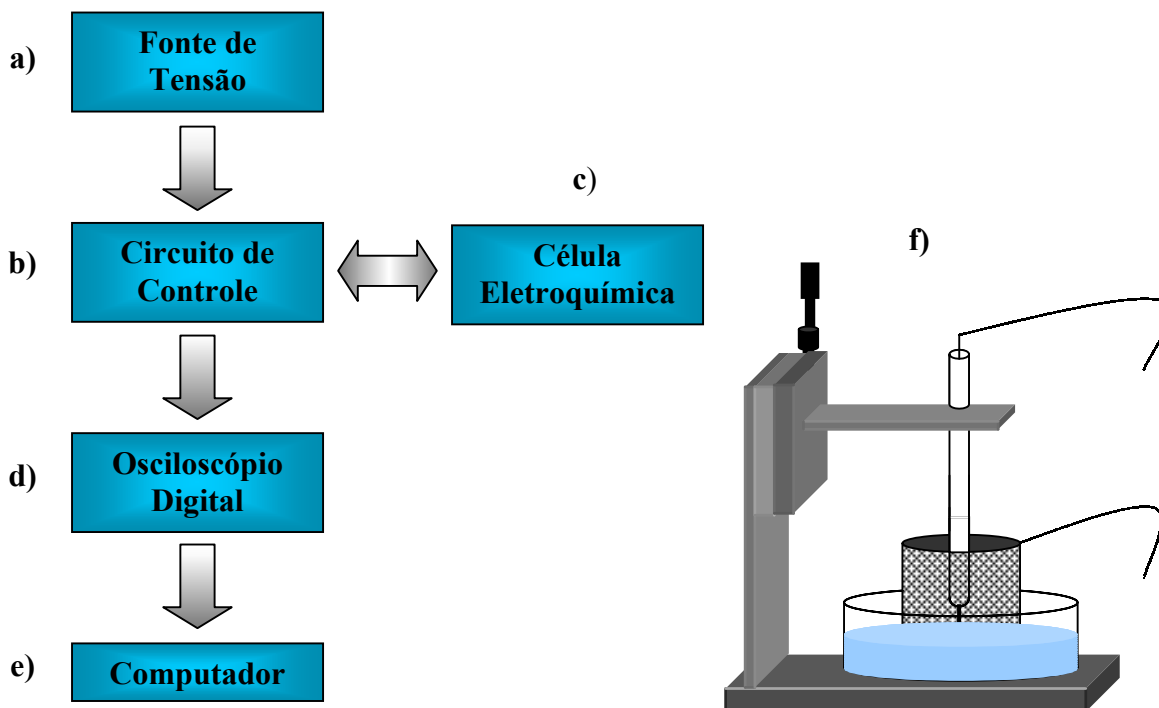 a)
Fonte de
Tensão
b)
Circuito de
Controle
c)
Célula
Eletroquímica
d)
Osciloscópio
Digital
e)
Computador
f)